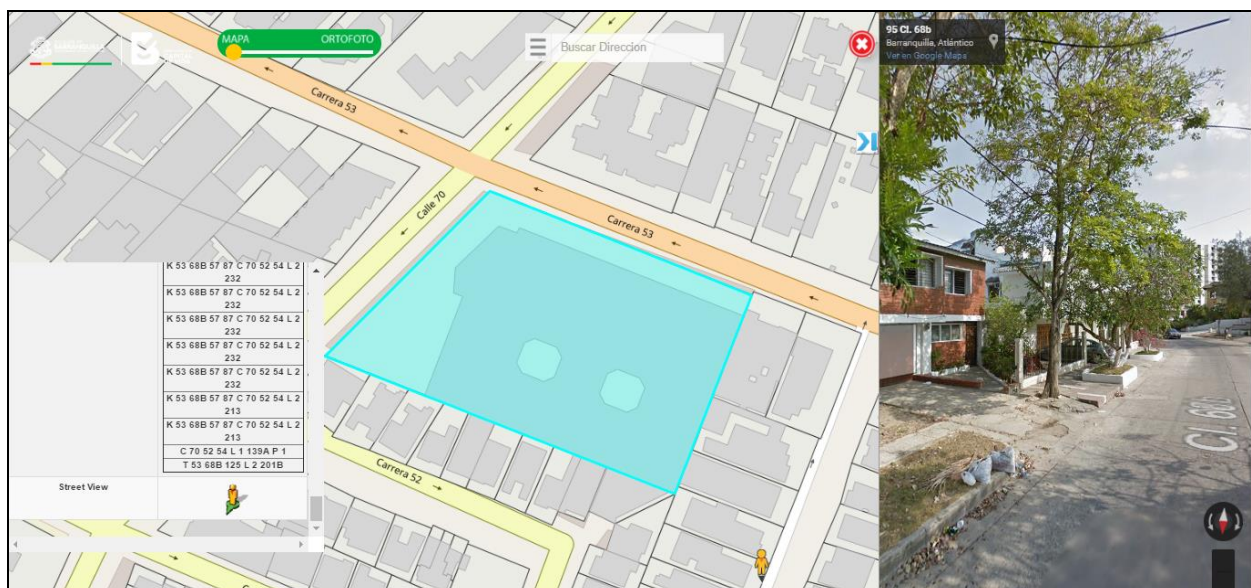 MAPA
ORTOFOTO
Buscar Direccion
95 Cl. 68b
Barranquilla, Atlántico
Ver en Google Maps
BARRANQUILLA
Carrera 53
Calle 70
Carrera 53
K 53 68B 57 87 C 70 52 54 L 2
232
K 53 68B 57 87 C 70 52 54 L 2
232
K 53 68B 57 87 C 70 52 54 L 2
232
K 53 68B 57 87 C 70 52 54 L 2
232
K 53 68B 57 87 C 70 52 54 L 2
232
K 53 68B 57 87 C 70 52 54 L 2
213
K 53 68B 57 87 C 70 52 54 L 2
213
C 70 52 54 L 1 139A P 1
T 53 68B 125 L 2 201B
Street View
Carrera 52
Cl. 68b